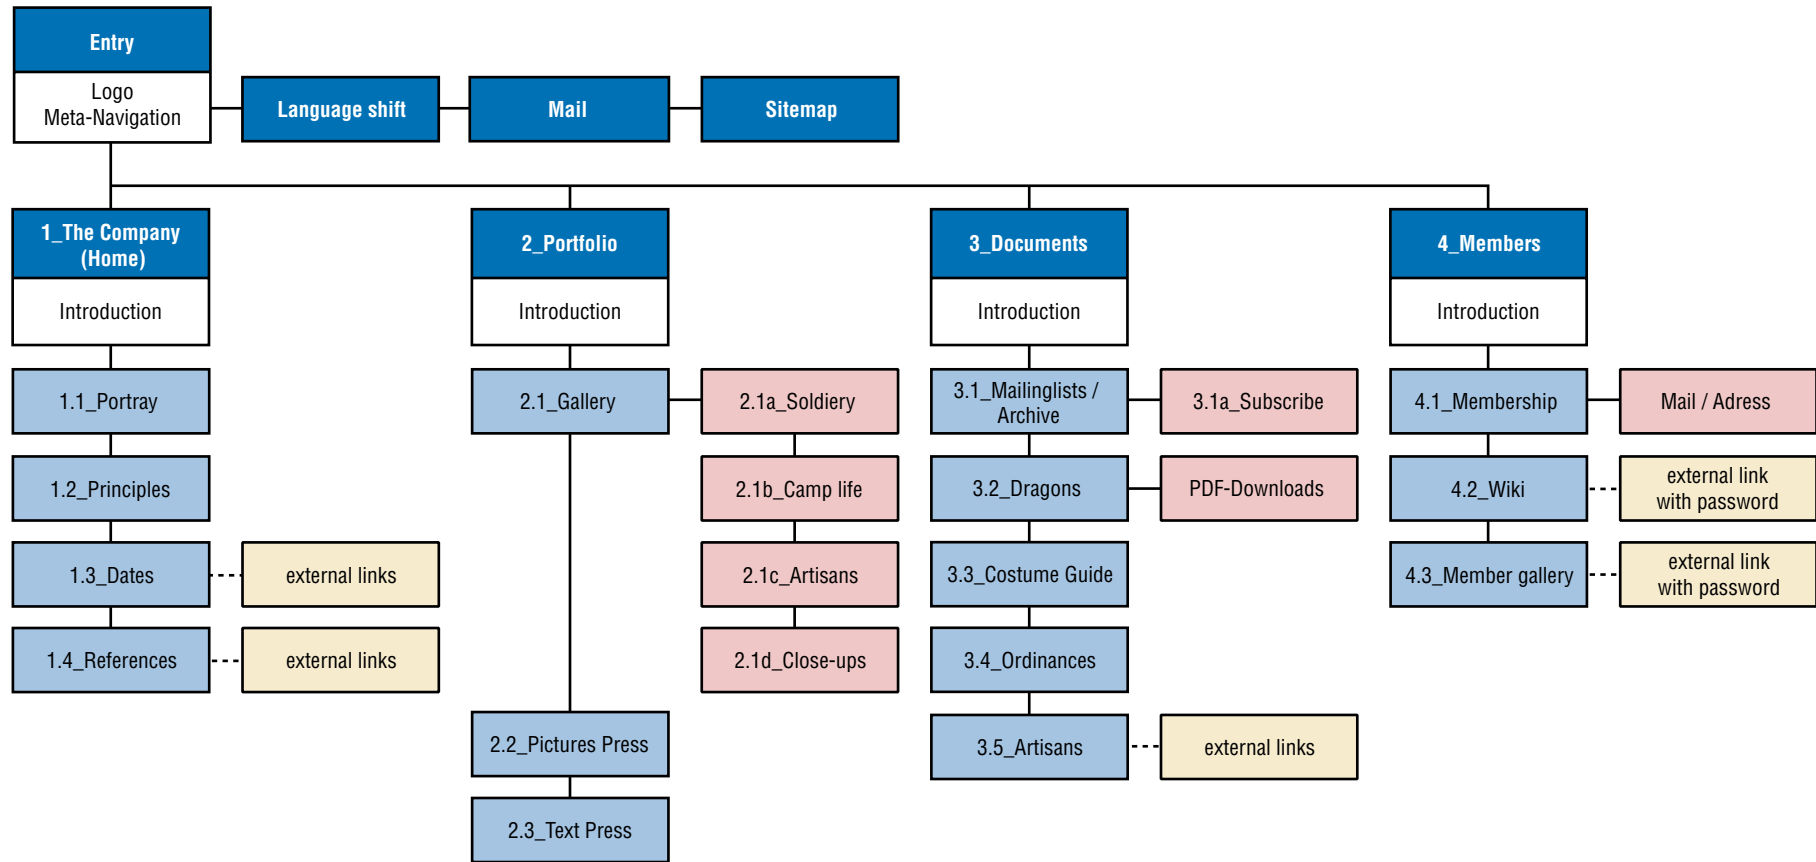 Entry
Logo
Meta-Navigation
Language shift
Mail
Sitemap
1_The Company
(Home)
Introduction
1.1_Portray
1.2_Principles
1.3_Dates
external links
1.4_References
external links
2_Portfolio
Introduction
2.1_Gallery
2.1a_Soldiery
2.1b_Camp life
2.1c_Artisans
2.1d_Close-ups
2.2_Pictures Press
2.3_Text Press
3_Documents
Introduction
3.1_Mailinglists /
Archive
3.1a_Subscribe
3.2_Dragons
PDF-Downloads
3.3_Costume Guide
3.4_Ordinances
3.5_Artisans
external links
4_Members
Introduction
4.1_Membership
Mail / Adress
4.2_Wiki
external link
with password
4.3_Member gallery
external link
with password